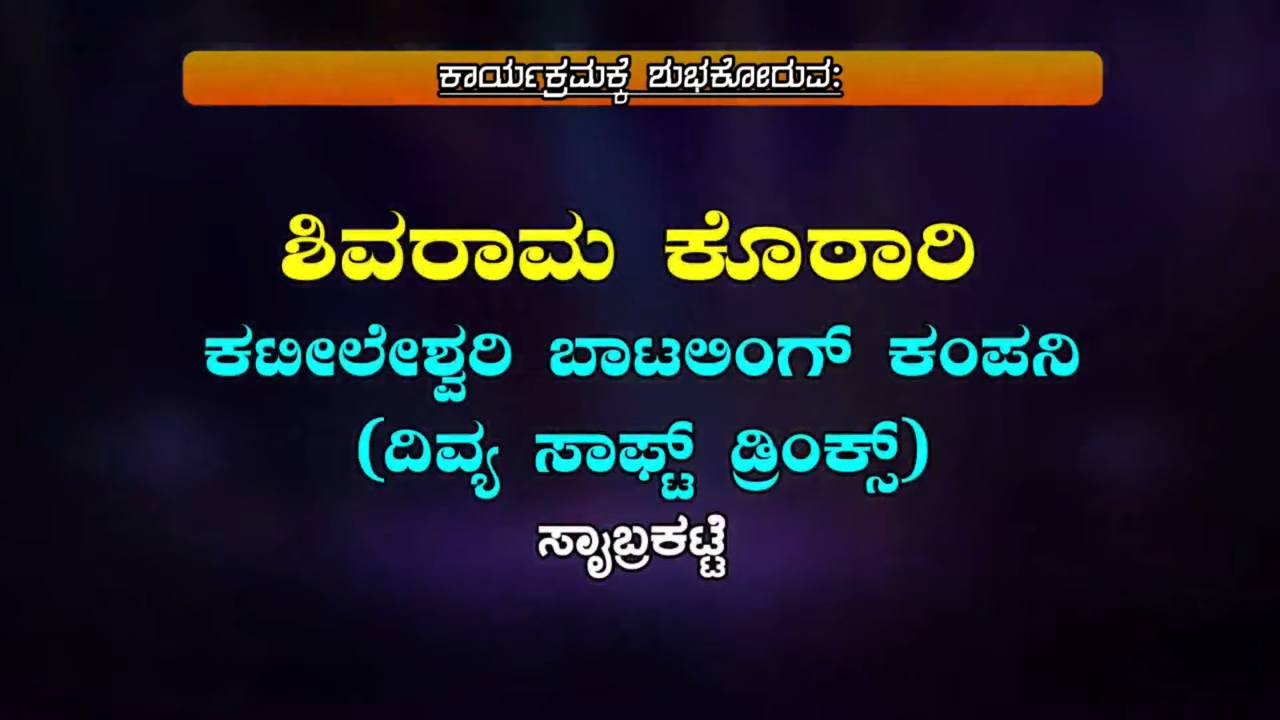 ಕಾರ್ಯಕ್ರಮಕ್ಕೆ ಶುಭಕೋರುವ:
ಶಿವರಾಮ ಕೊಠಾರಿ
ಕಟೀಲೇಶ್ವರಿ ಬಾಟಲಿಂಗ್ ಕಂಪನಿ
(ದಿವ್ಯ ಸಾಫ್ಟ್ ಡ್ರಿಂಕ್ಸ್)
ಸಾೖಬ್ರಕಟ್ಟೆ